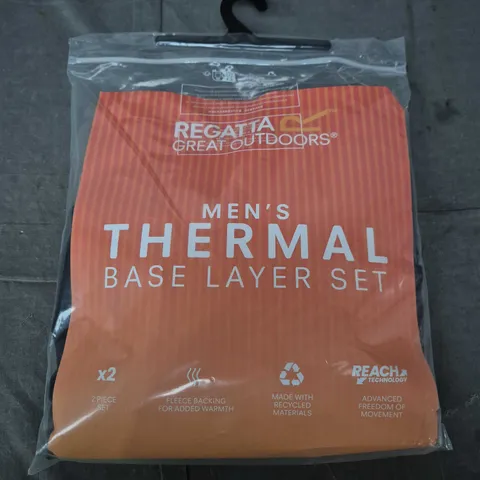 REGATTA
GREAT OUTDOORS®
MEN'S
THERMAL
BASE LAYER SET
x2
2 PIECE
SET
FLEECE BACKING
FOR ADDED WARMTH
MADE WITH
RECYCLED
MATERIALS
REACH
TECHNOLOGY
ADVANCED
FREEDOM OF
MOVEMENT